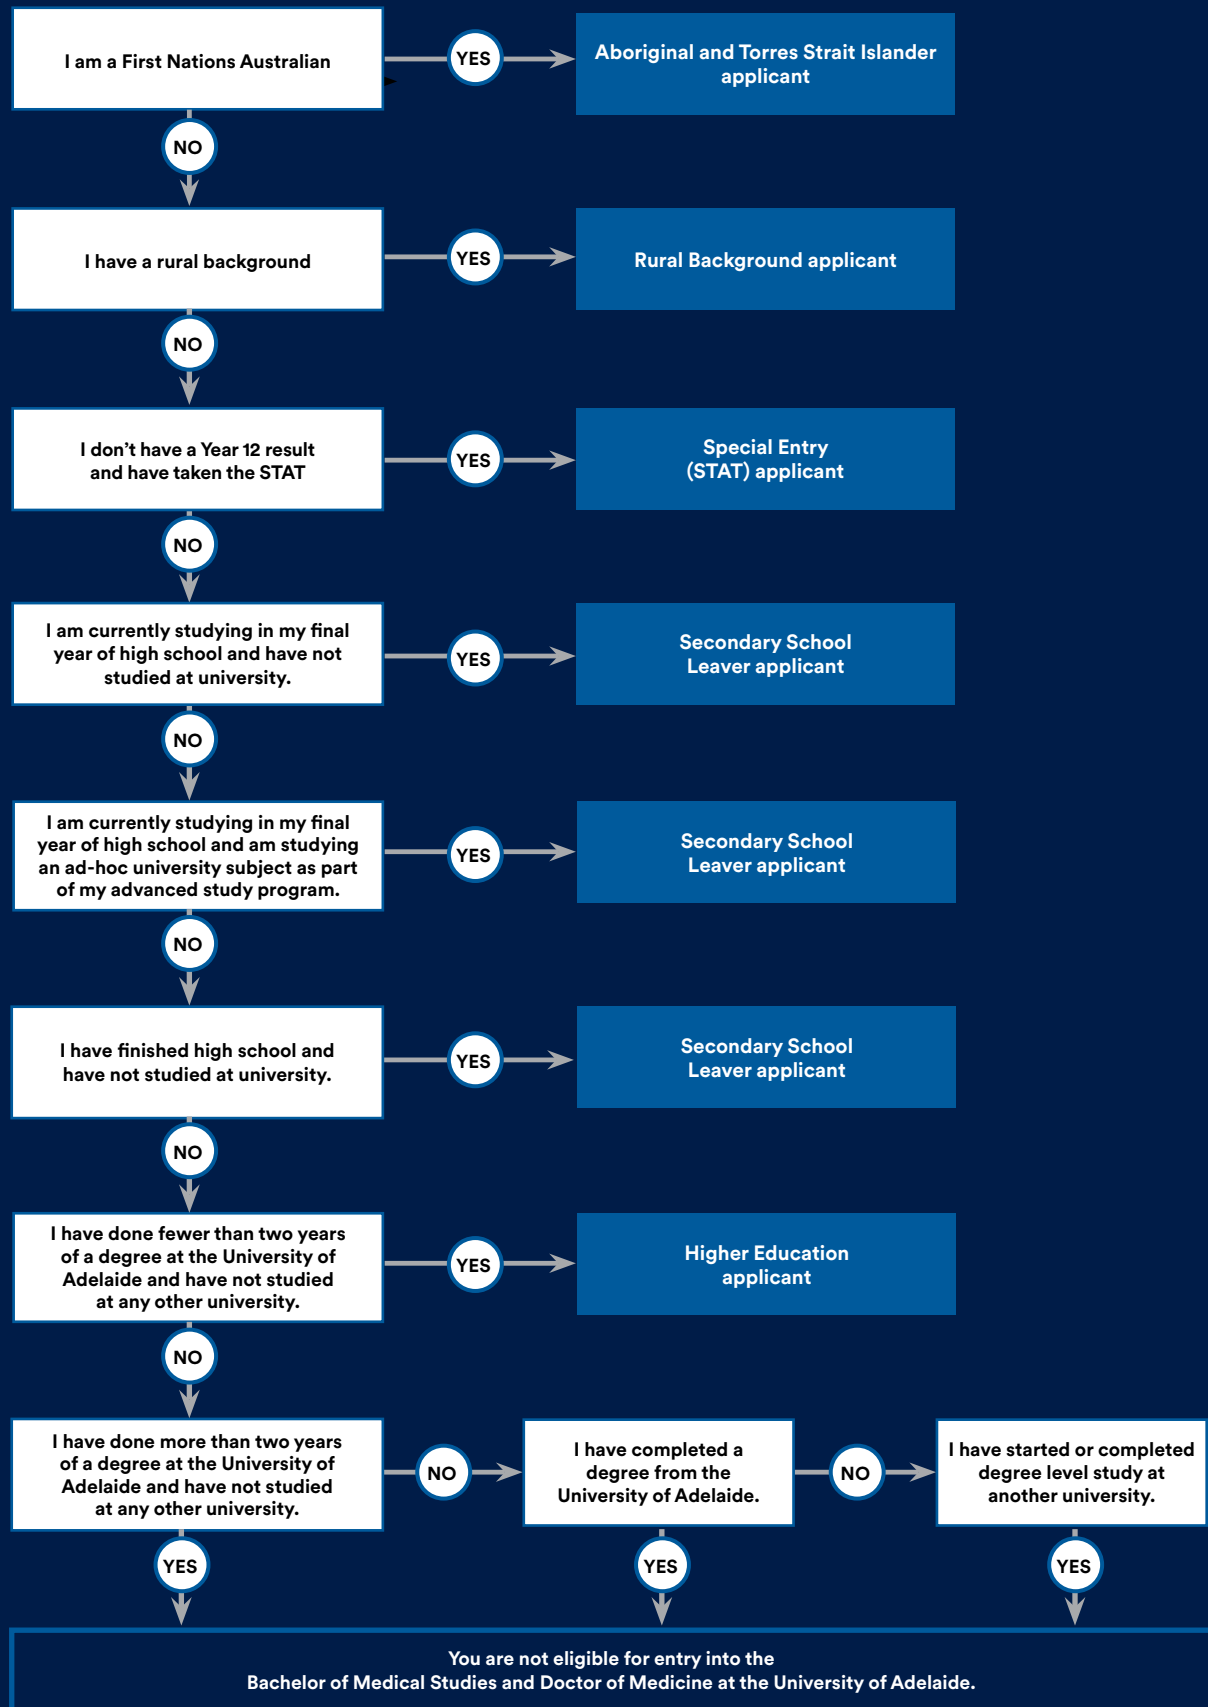 I am a First Nations Australian
YES
Aboriginal and Torres Strait Islander
applicant
NO
I have a rural background
YES
Rural Background applicant
NO
I don’t have a Year 12 result
and have taken the STAT
YES
Special Entry
(STAT) applicant
NO
I am currently studying in my final
year of high school and have not
studied at university.
YES
Secondary School
Leaver applicant
NO
I am currently studying in my final
year of high school and am studying
an ad-hoc university subject as part
of my advanced study program.
YES
Secondary School
Leaver applicant
NO
I have finished high school and
have not studied at university.
YES
Secondary School
Leaver applicant
NO
I have done fewer than two years
of a degree at the University of
Adelaide and have not studied
at any other university.
YES
Higher Education
applicant
NO
I have done more than two years
of a degree at the University of
Adelaide and have not studied
at any other university.
NO
I have completed a
degree from the
University of Adelaide.
NO
I have started or completed
degree level study at
another university.
YES
YES
YES
You are not eligible for entry into the
Bachelor of Medical Studies and Doctor of Medicine at the University of Adelaide.